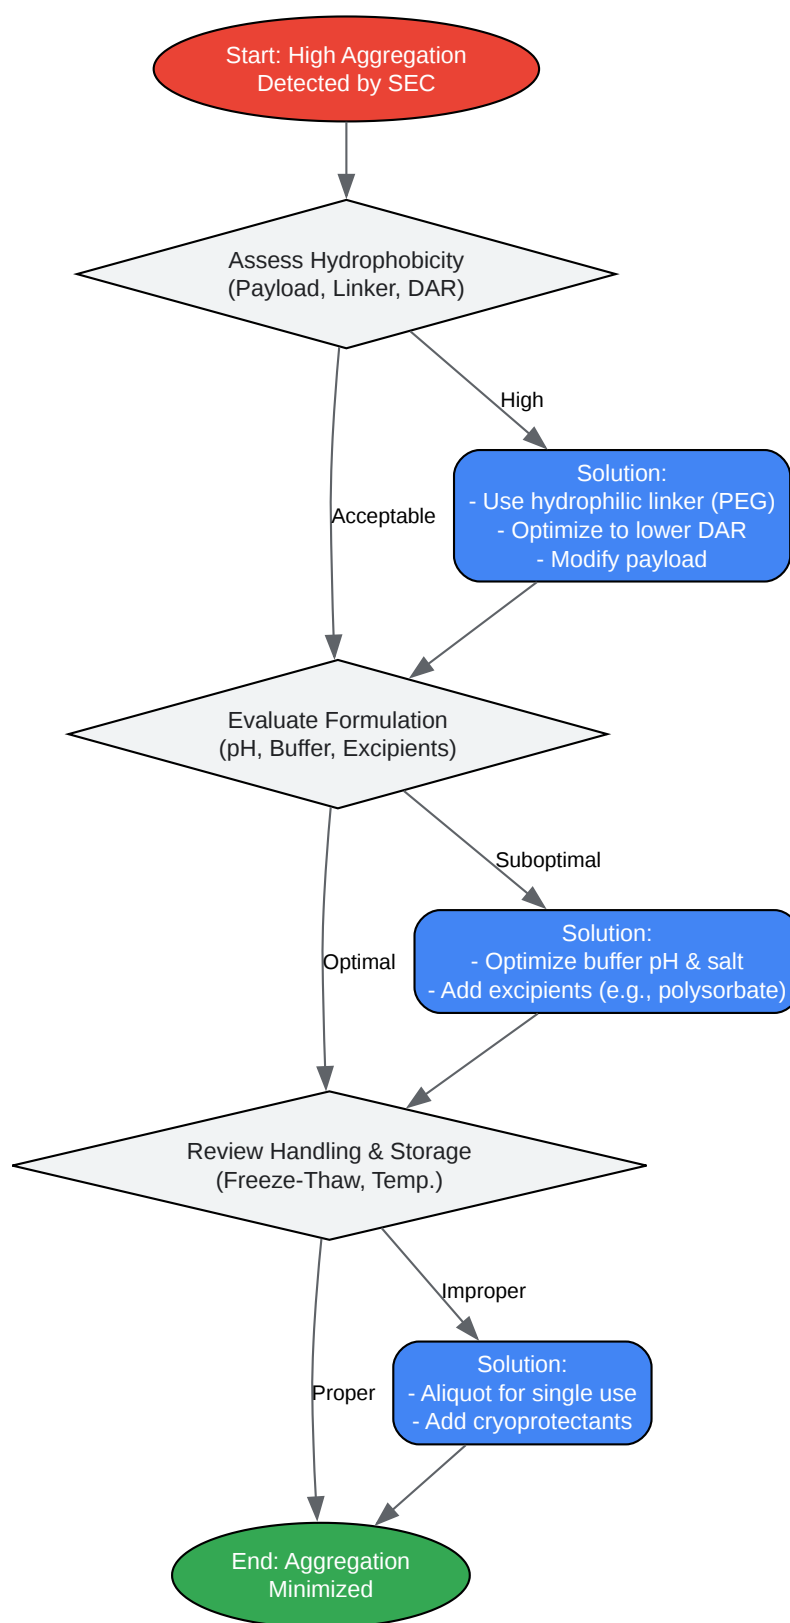 Start: High Aggregation
Detected by SEC
Assess Hydrophobicity
(Payload, Linker, DAR)
High
Solution:
- Use hydrophilic linker (PEG)
- Optimize to lower DAR
- Modify payload
Acceptable
Evaluate Formulation
(pH, Buffer, Excipients)
Suboptimal
Solution:
- Optimize buffer pH & salt
- Add excipients (e.g., polysorbate)
Optimal
Review Handling & Storage
(Freeze-Thaw, Temp.)
Improper
Solution:
- Aliquot for single use
- Add cryoprotectants
Proper
End: Aggregation
Minimized